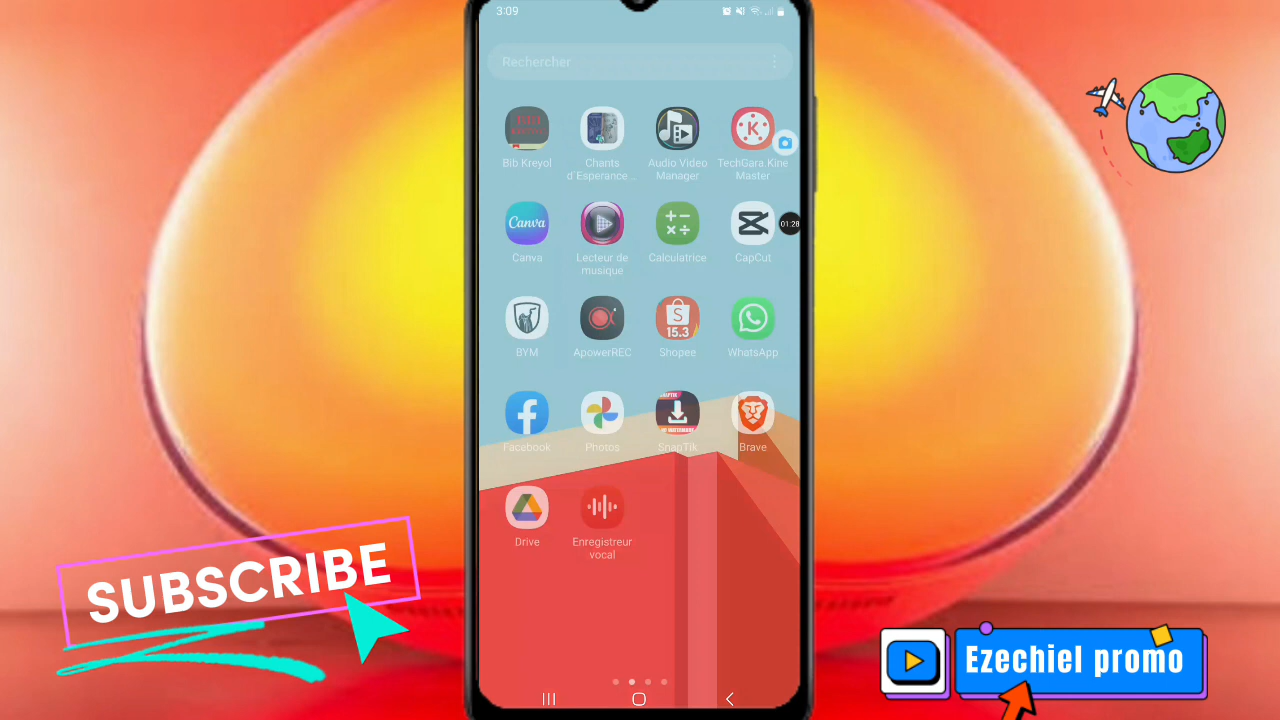 3:09
Rechercher
Bib Kreyol
Chants d'Esperance...
Audio Video Manager
TechGara Kine Master
K
01:28
Canva
Canva
Lecteur de musique
Calculatrice
CapCut
S
15.3
BYM
ApowerREC
Shopee
WhatsApp
Facebook
Photos
SnapTik
Brave
Drive
Enregistreur vocal
SUBSCRIBE
Ezechiel promo